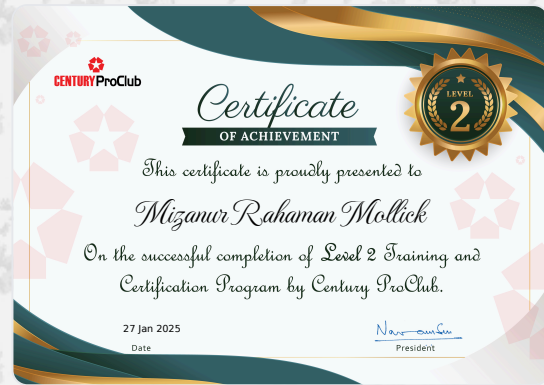 CENTURY ProClub
Certificate
OF ACHIEVEMENT
LEVEL
2
This certificate is proudly presented to
Mizanur Rahaman Mollick
On the successful completion of Level 2 Training and
Certification Program by Century ProClub.
27 Jan 2025
Date
President